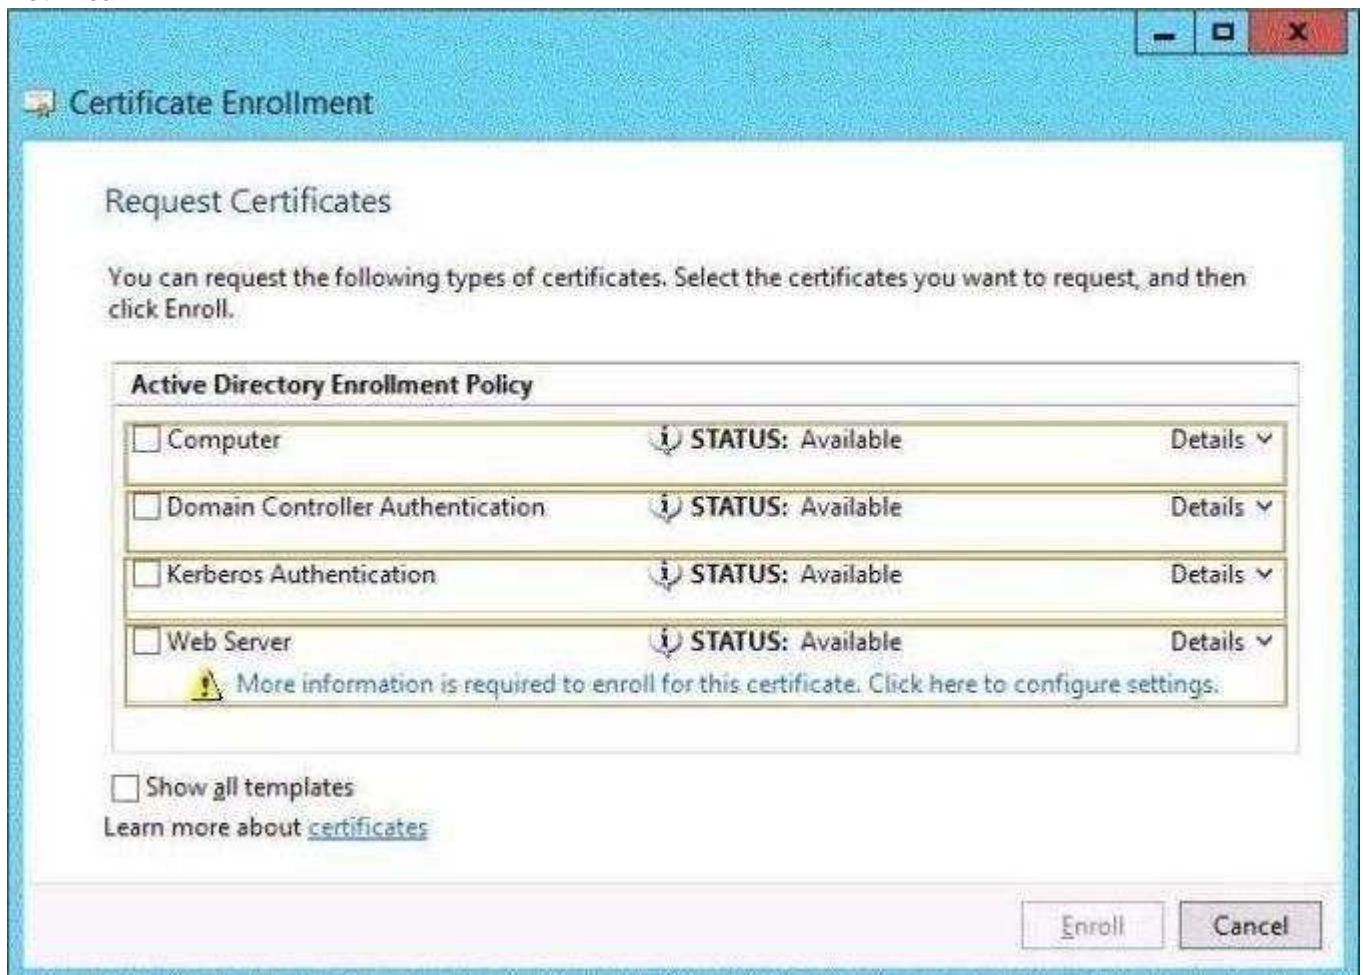 Certificate Enrollment
Request Certificates
You can request the following types of certificates. Select the certificates you want to request, and then
click Enroll.
Active Directory Enrollment Policy
Computer STATUS: Available Details
Domain Controller Authentication STATUS: Available Details
Kerberos Authentication STATUS: Available Details
Web Server STATUS: Available Details
More information is required to enroll for this certificate. Click here to configure settings.
Show all templates
Learn more about certificates
Enroll Cancel